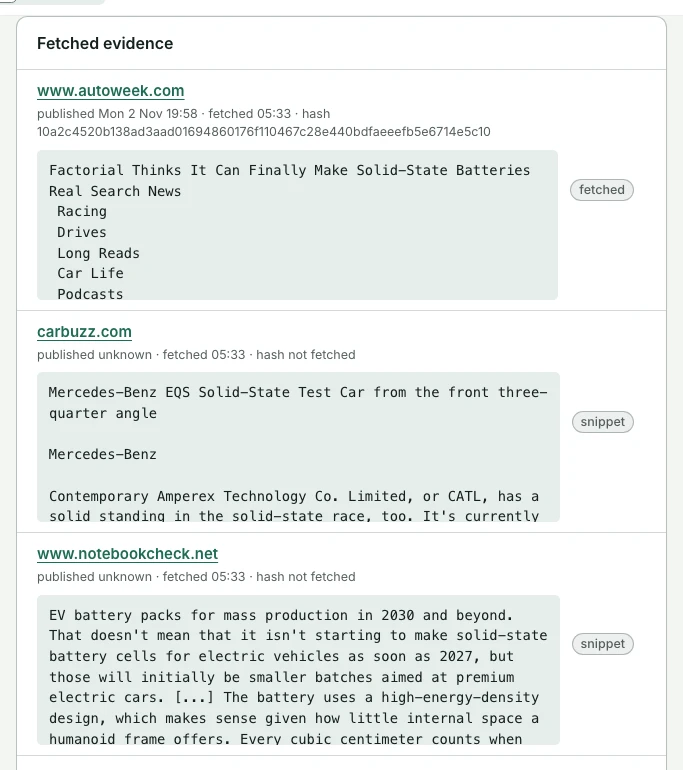 Fetched evidence
www.autoweek.com
published Mon 2 Nov 19:58 · fetched 05:33 · hash
10a2c4520b138ad3aad01694860176f110467c28e440bdfaeeefb5e6714e5c10
Factorial Thinks It Can Finally Make Solid-State Batteries
Real Search News
Racing
Drives
Long Reads
Car Life
Podcasts
fetched
carbuzz.com
published unknown · fetched 05:33 · hash not fetched
Mercedes-Benz EQS Solid-State Test Car from the front three-
quarter angle
Mercedes-Benz
Contemporary Amperex Technology Co. Limited, or CATL, has a
solid standing in the solid-state race, too. It's currently
snippet
www.notebookcheck.net
published unknown · fetched 05:33 · hash not fetched
EV battery packs for mass production in 2030 and beyond.
That doesn't mean that it isn't starting to make solid-state
battery cells for electric vehicles as soon as 2027, but
those will initially be smaller batches aimed at premium
electric cars. [...] The battery uses a high-energy-density
design, which makes sense given how little internal space a
humanoid frame offers. Every cubic centimeter counts when
snippet